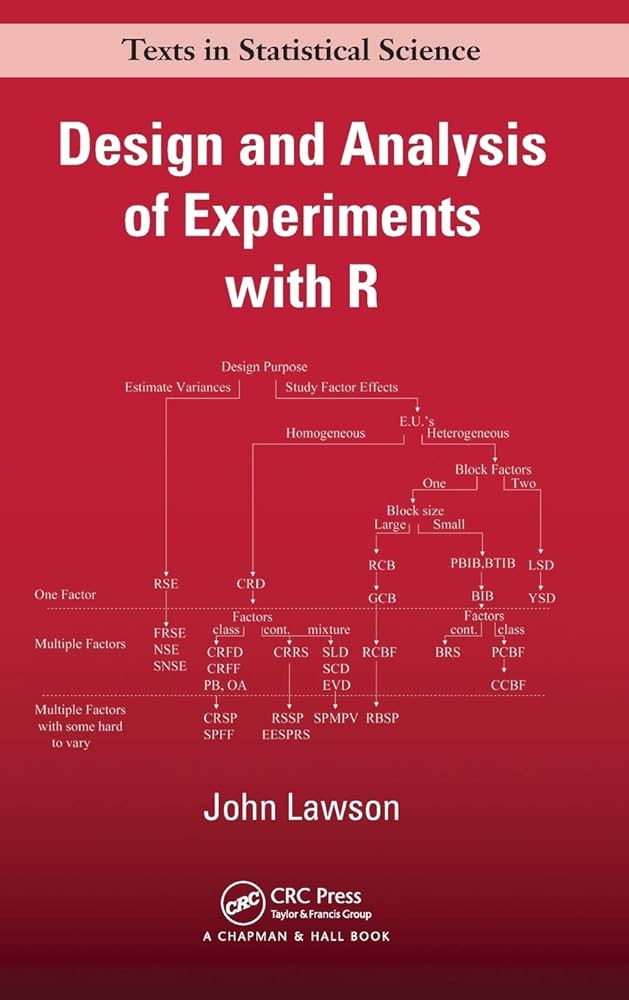 Texts in Statistical Science
Design and Analysis
of Experiments
with R
Design Purpose
Estimate Variances Study Factor Effects
E.U.'s
Homogeneous Heterogeneous
Block Factors
One Two
Block size
Large Small
RCB PBIB,BTIB LSD
RSE CRD
One Factor GCB BIB YSD
Factors Factors
class cont. mixture cont. class
Multiple Factors FRSE CRFD CRRS SLD RCBF BRS PCBF
NSE CRFF SCD
SNSE PB, OA EVD CCBF
Multiple Factors
with some hard
to vary
CRSP RSSP SPMPV RBSP
SPFF EESPRS
John Lawson
CRC CRC Press
Taylor & Francis Group
A CHAPMAN & HALL BOOK